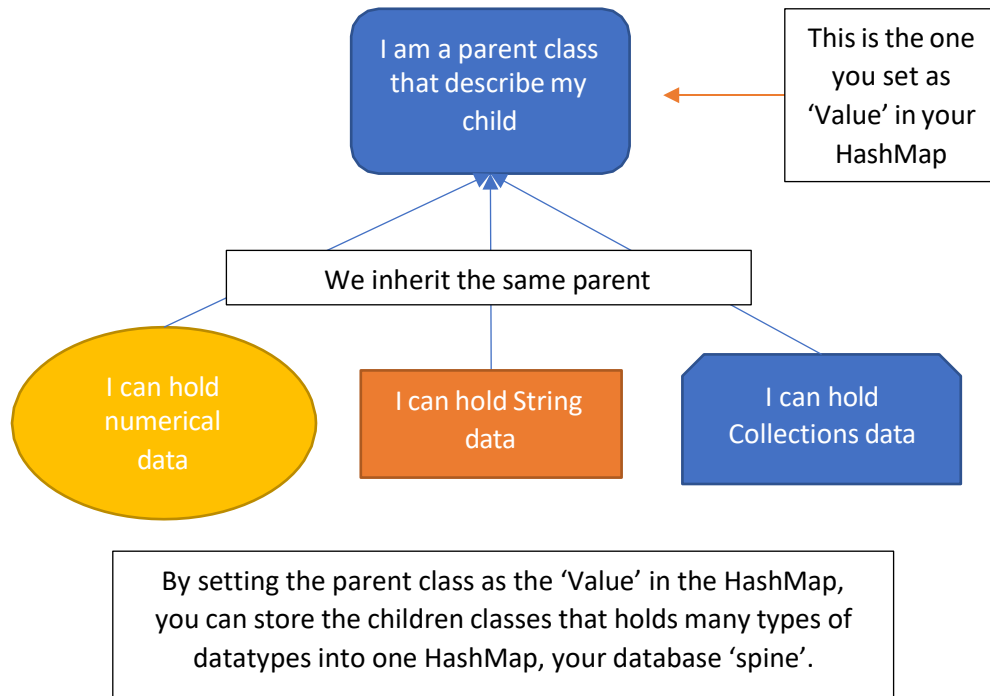 I am a parent class
that describe my
child
This is the one
you set as
‘Value’ in your
HashMap
We inherit the same parent
I can hold
numerical
data
I can hold String
data
I can hold
Collections data
By setting the parent class as the ‘Value’ in the HashMap,
you can store the children classes that holds many types of
datatypes into one HashMap, your database ‘spine’.